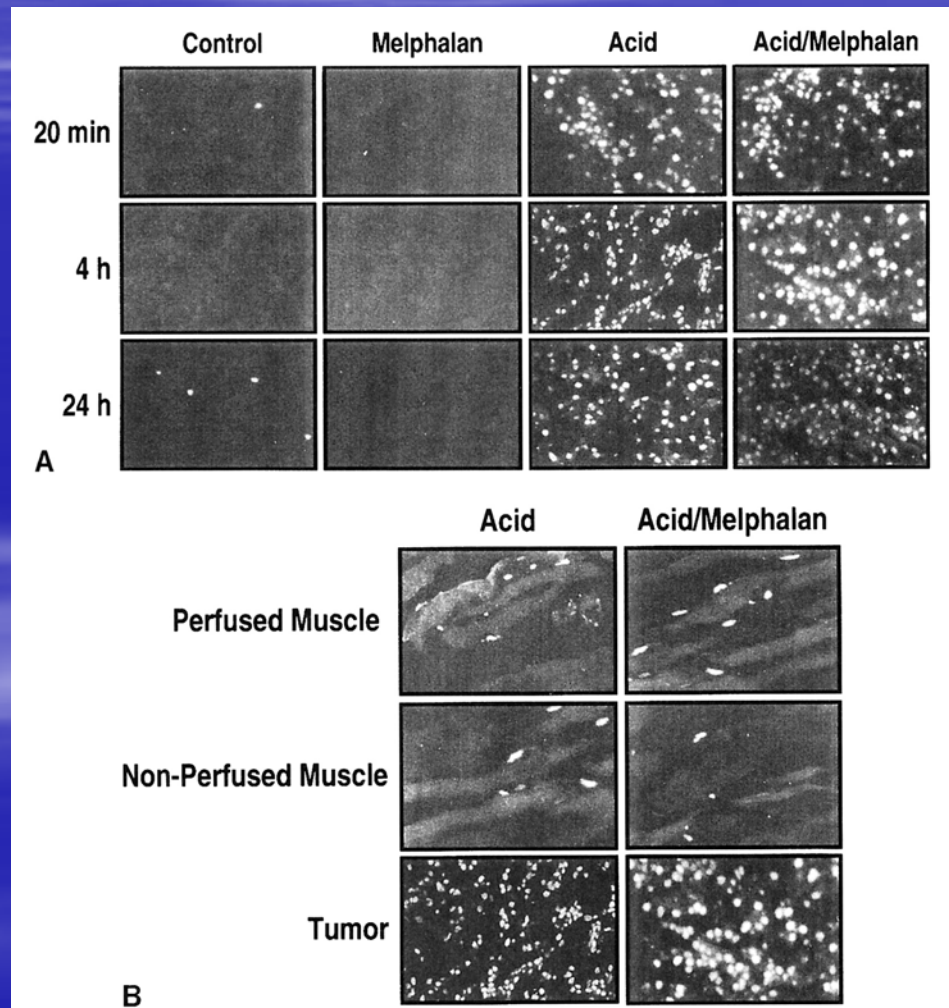 Control Melphalan Acid Acid/Melphalan
20 min
4 h
24 h
A
Acid Acid/Melphalan
Perfused Muscle
Non-Perfused Muscle
Tumor
B